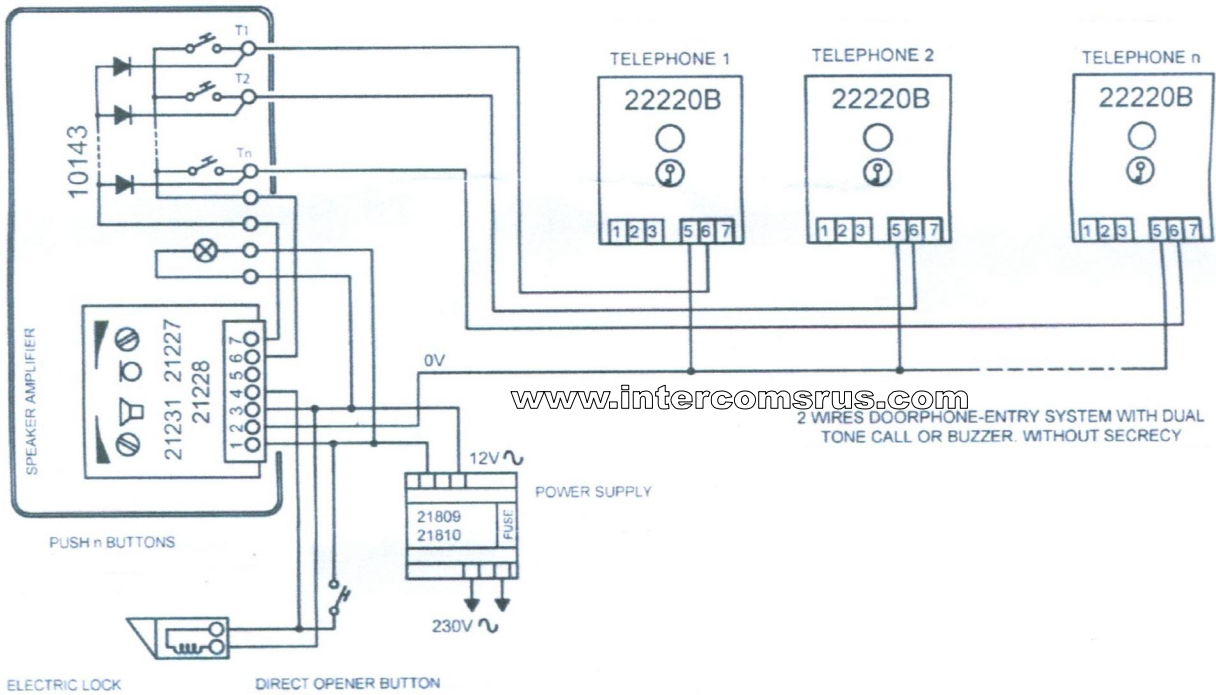 T1
T2
Tn
10143
TELEPHONE 1
22220B
1 2 3 5 6 7
TELEPHONE 2
22220B
1 2 3 5 6 7
TELEPHONE n
22220B
1 2 3 5 6 7
SPEAKER AMPLIFIER
21231 21227
21228
1 2 3 4 5 6 7
0V
www.intercomsrus.com
2 WIRES DOORPHONE-ENTRY SYSTEM WITH DUAL
TONE CALL OR BUZZER. WITHOUT SECRECY
12V
POWER SUPPLY
21809
21810
FUSE
230V
PUSH n BUTTONS
ELECTRIC LOCK
DIRECT OPENER BUTTON